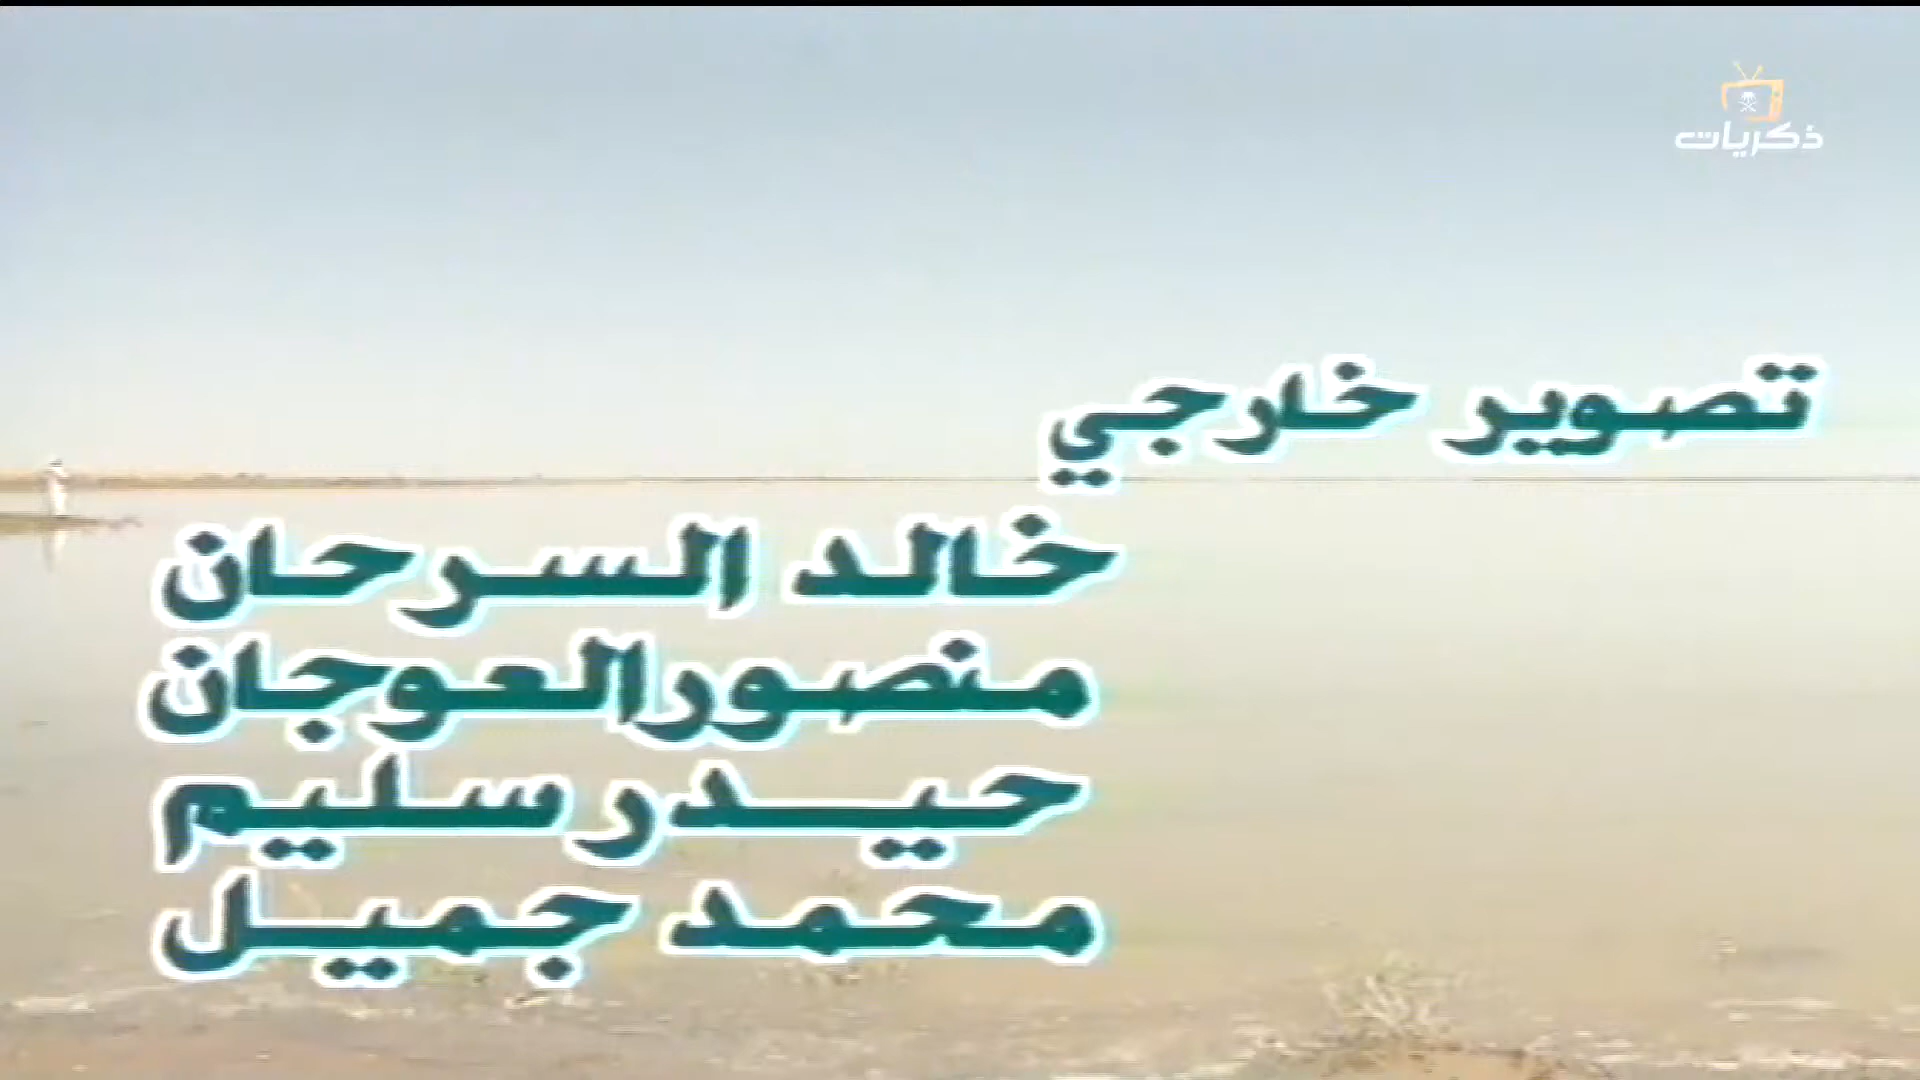 ذكريات
تصوير خارجي
خالد السرحان
منصور العوجان
حيدر سليم
محمد جميل